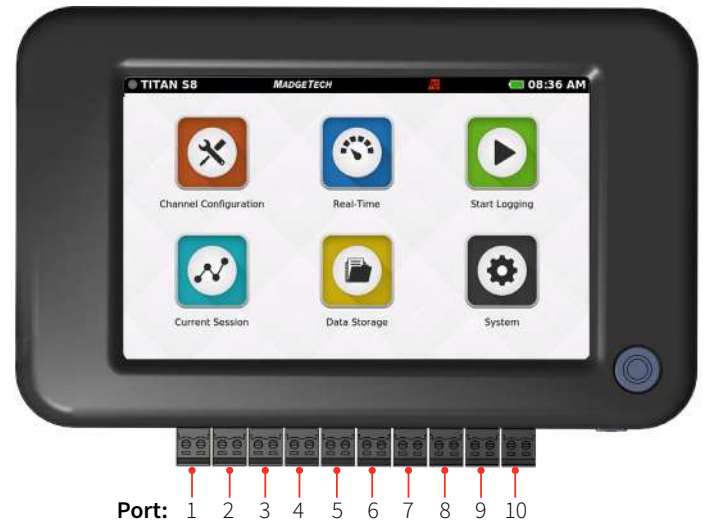 TITAN S8 MADGETECH 08:36 AM
Channel Configuration Real-Time Start Logging
Current Session Data Storage System
Port: 1 2 3 4 5 6 7 8 9 10